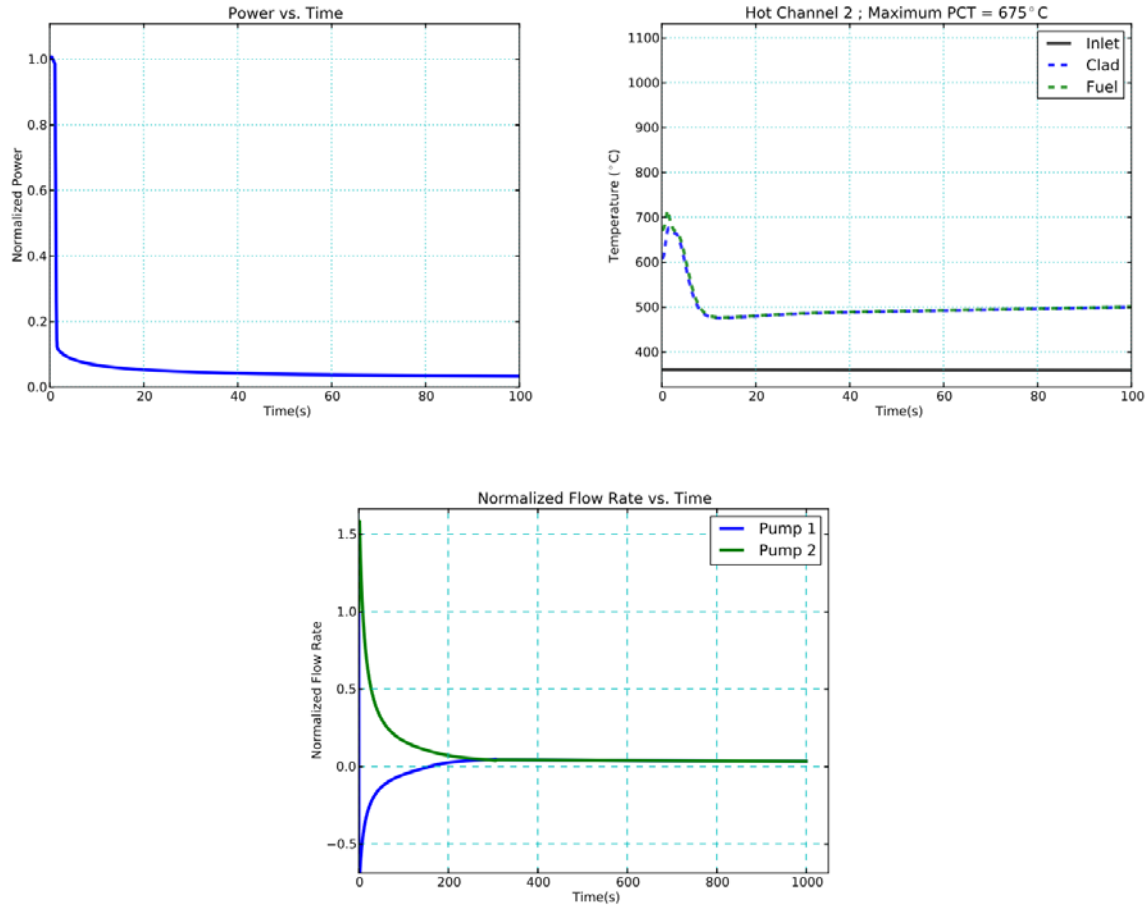 Power vs. Time
1.0
0.8
0.6
0.4
0.2
0.0
Normalized Power
0 20 40 60 80 100
Time(s)
Hot Channel 2 ; Maximum PCT = 675°C
1100
1000
900
800
700
600
500
400
Temperature (°C)
Inlet
Clad
Fuel
0 20 40 60 80 100
Time(s)
Normalized Flow Rate vs. Time
1.5
1.0
0.5
0.0
−0.5
Normalized Flow Rate
Pump 1
Pump 2
0 200 400 600 800 1000
Time(s)